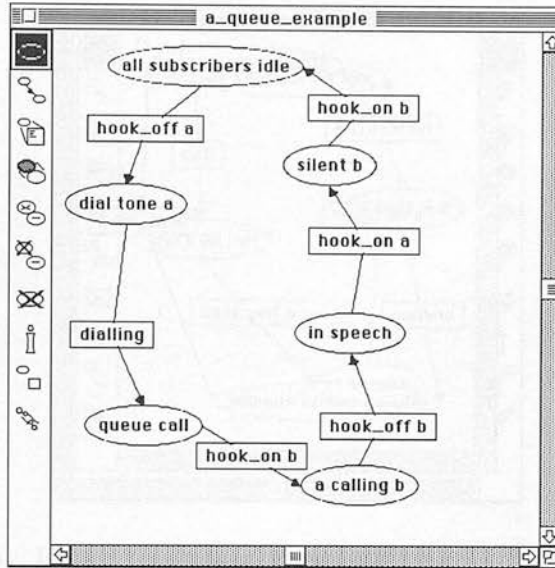 a_queue_example
all subscribers idle
hook_off a
hook_on b
silent b
dial tone a
hook_on a
dialling
in speech
queue call
hook_off b
hook_on b
a calling b